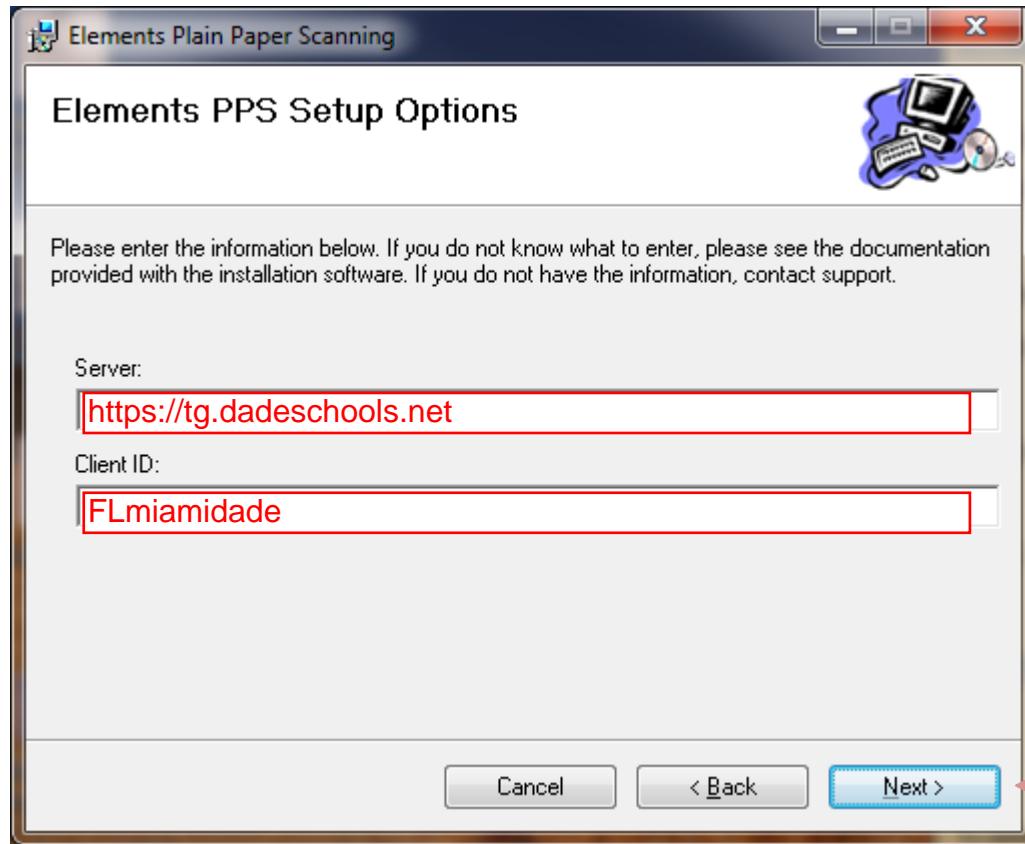 Elements Plain Paper Scanning
Elements PPS Setup Options
Please enter the information below. If you do not know what to enter, please see the documentation
provided with the installation software. If you do not have the information, contact support.
Server:
https://tg.dadeschools.net
Client ID:
FLmiamidade
Cancel
< Back
Next >